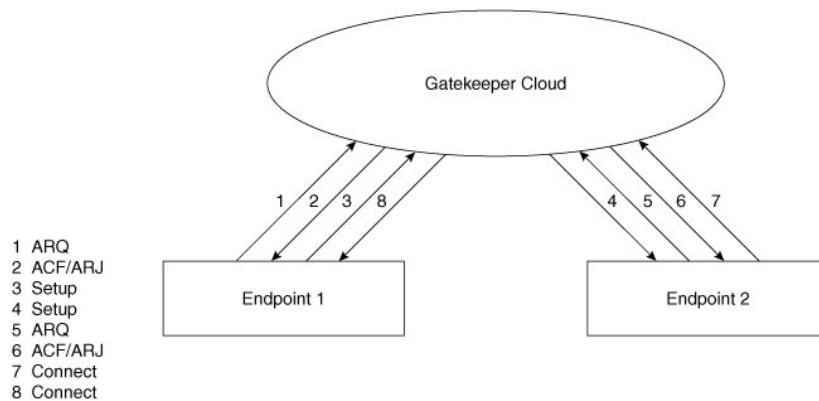 Gatekeeper Cloud
1 2 3 8 4 5 6 7
1 ARQ
2 ACF/ARJ
3 Setup
4 Setup
5 ARQ
6 ACF/ARJ
7 Connect
8 Connect
Endpoint 1
Endpoint 2